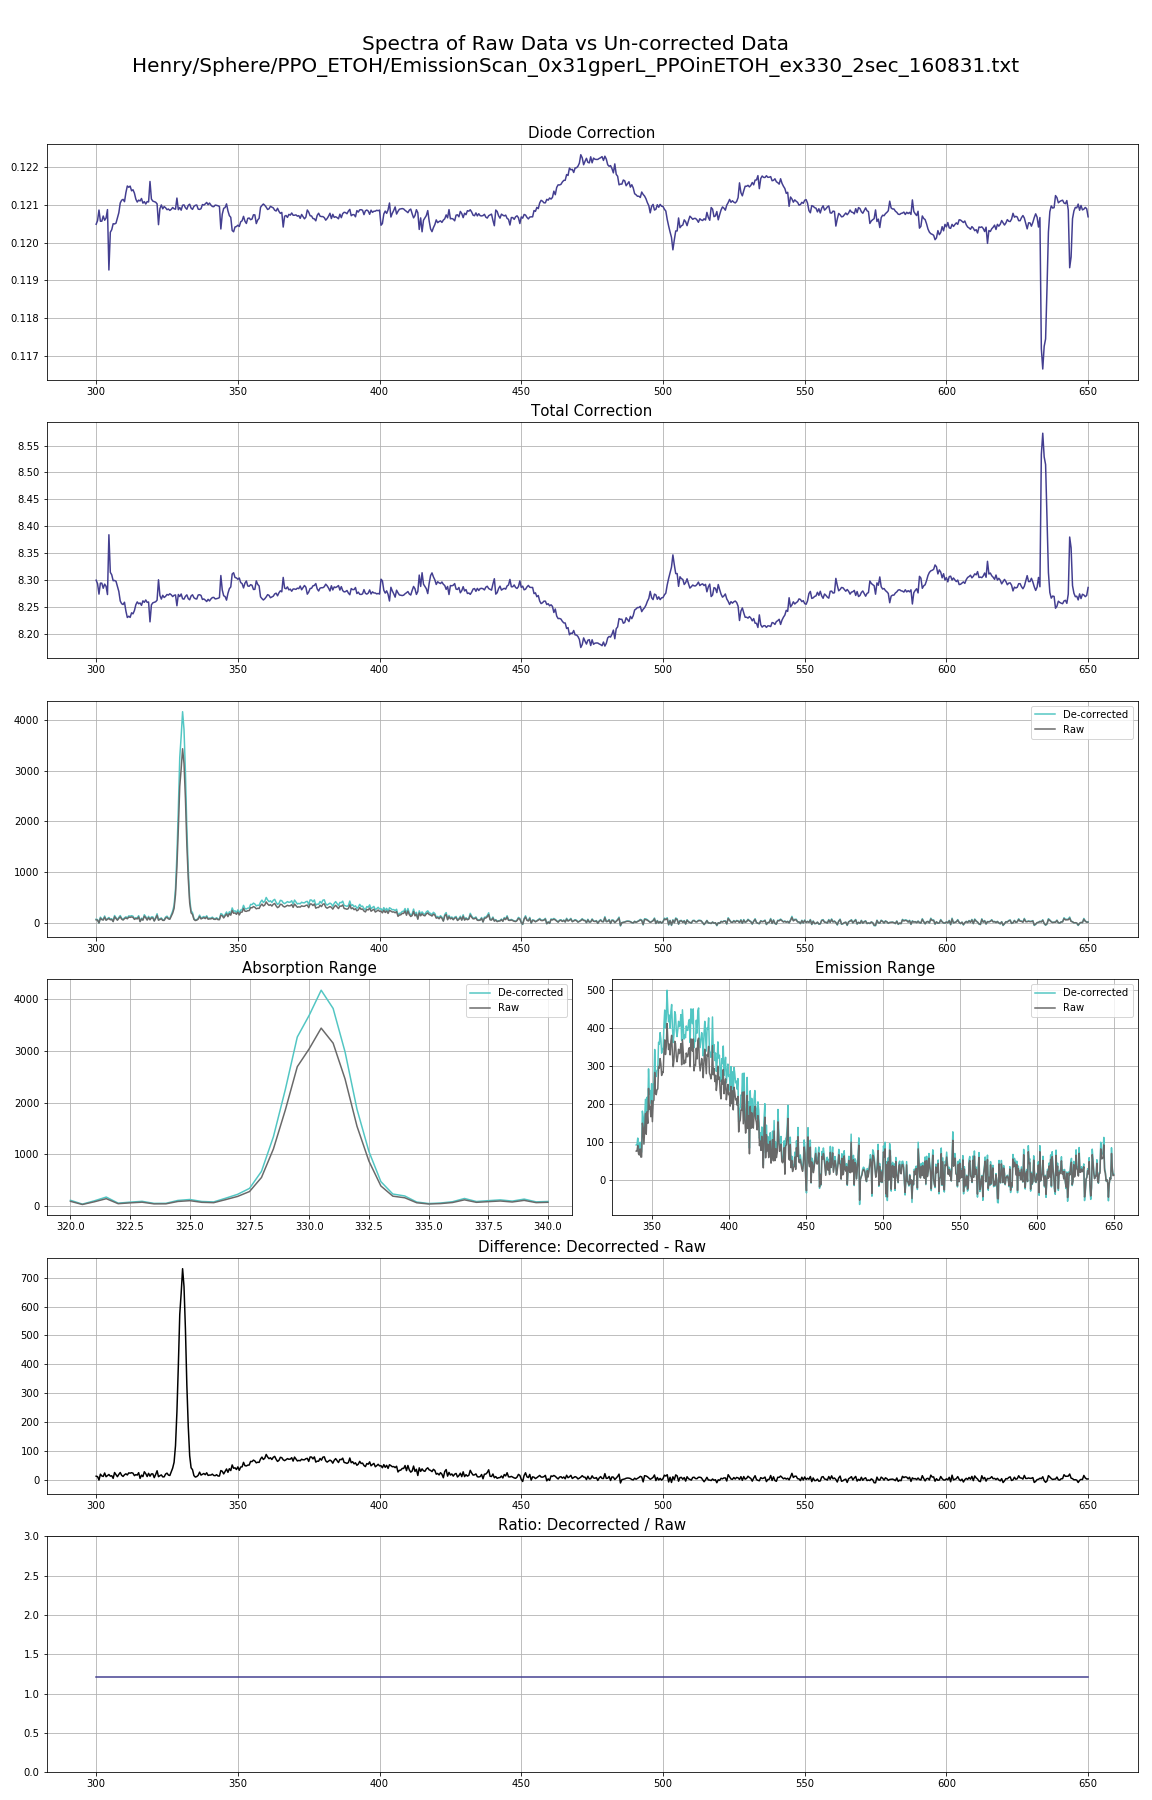 Spectra of Raw Data vs Un-corrected Data
Henry/Sphere/PPO_ETOH/EmissionScan_0x31gperL_PPOinETOH_ex330_2sec_160831.txt
Diode Correction
0.122
0.121
0.120
0.119
0.118
0.117
300 350 400 450 500 550 600 650
Total Correction
8.55
8.50
8.45
8.40
8.35
8.30
8.25
8.20
300 350 400 450 500 550 600 650
De-corrected
Raw
4000
3000
2000
1000
0
300 350 400 450 500 550 600 650
Absorption Range
De-corrected
Raw
4000
3000
2000
1000
0
320.0 322.5 325.0 327.5 330.0 332.5 335.0 337.5 340.0
Emission Range
De-corrected
Raw
500
400
300
200
100
0
350 400 450 500 550 600 650
Difference: Decorrected - Raw
700
600
500
400
300
200
100
0
300 350 400 450 500 550 600 650
Ratio: Decorrected / Raw
3.0
2.5
2.0
1.5
1.0
0.5
0.0
300 350 400 450 500 550 600 650